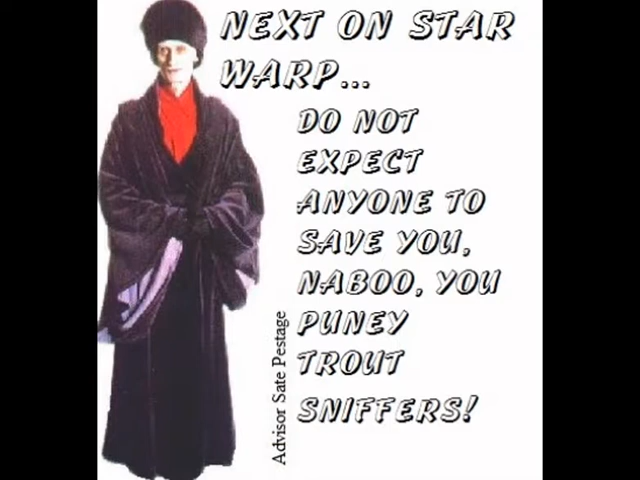 NEXT ON STAR
WARP...
DO NOT
EXPECT
ANYONE TO
SAVE YOU,
NABOO, YOU
PUNEY
TROUT
SNIFFERS!
Advisor Sate Pestage